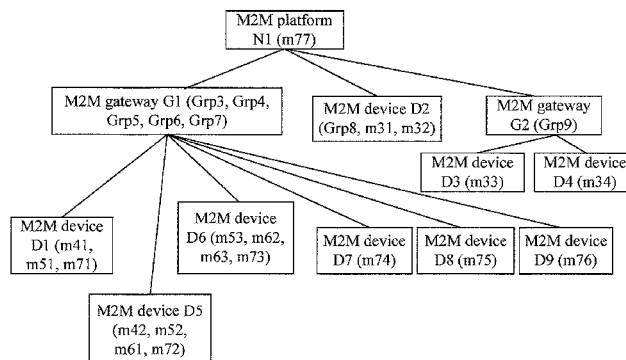 M2M platform
N1 (m77)
M2M gateway G1 (Grp3, Grp4,
Grp5, Grp6, Grp7)
M2M device D2
(Grp8, m31, m32)
M2M gateway
G2 (Grp9)
M2M device
D3 (m33)
M2M device
D4 (m34)
M2M device
D1 (m41,
m51, m71)
M2M device
D6 (m53, m62,
m63, m73)
M2M device
D7 (m74)
M2M device
D8 (m75)
M2M device
D9 (m76)
M2M device D5
(m42, m52,
m61, m72)